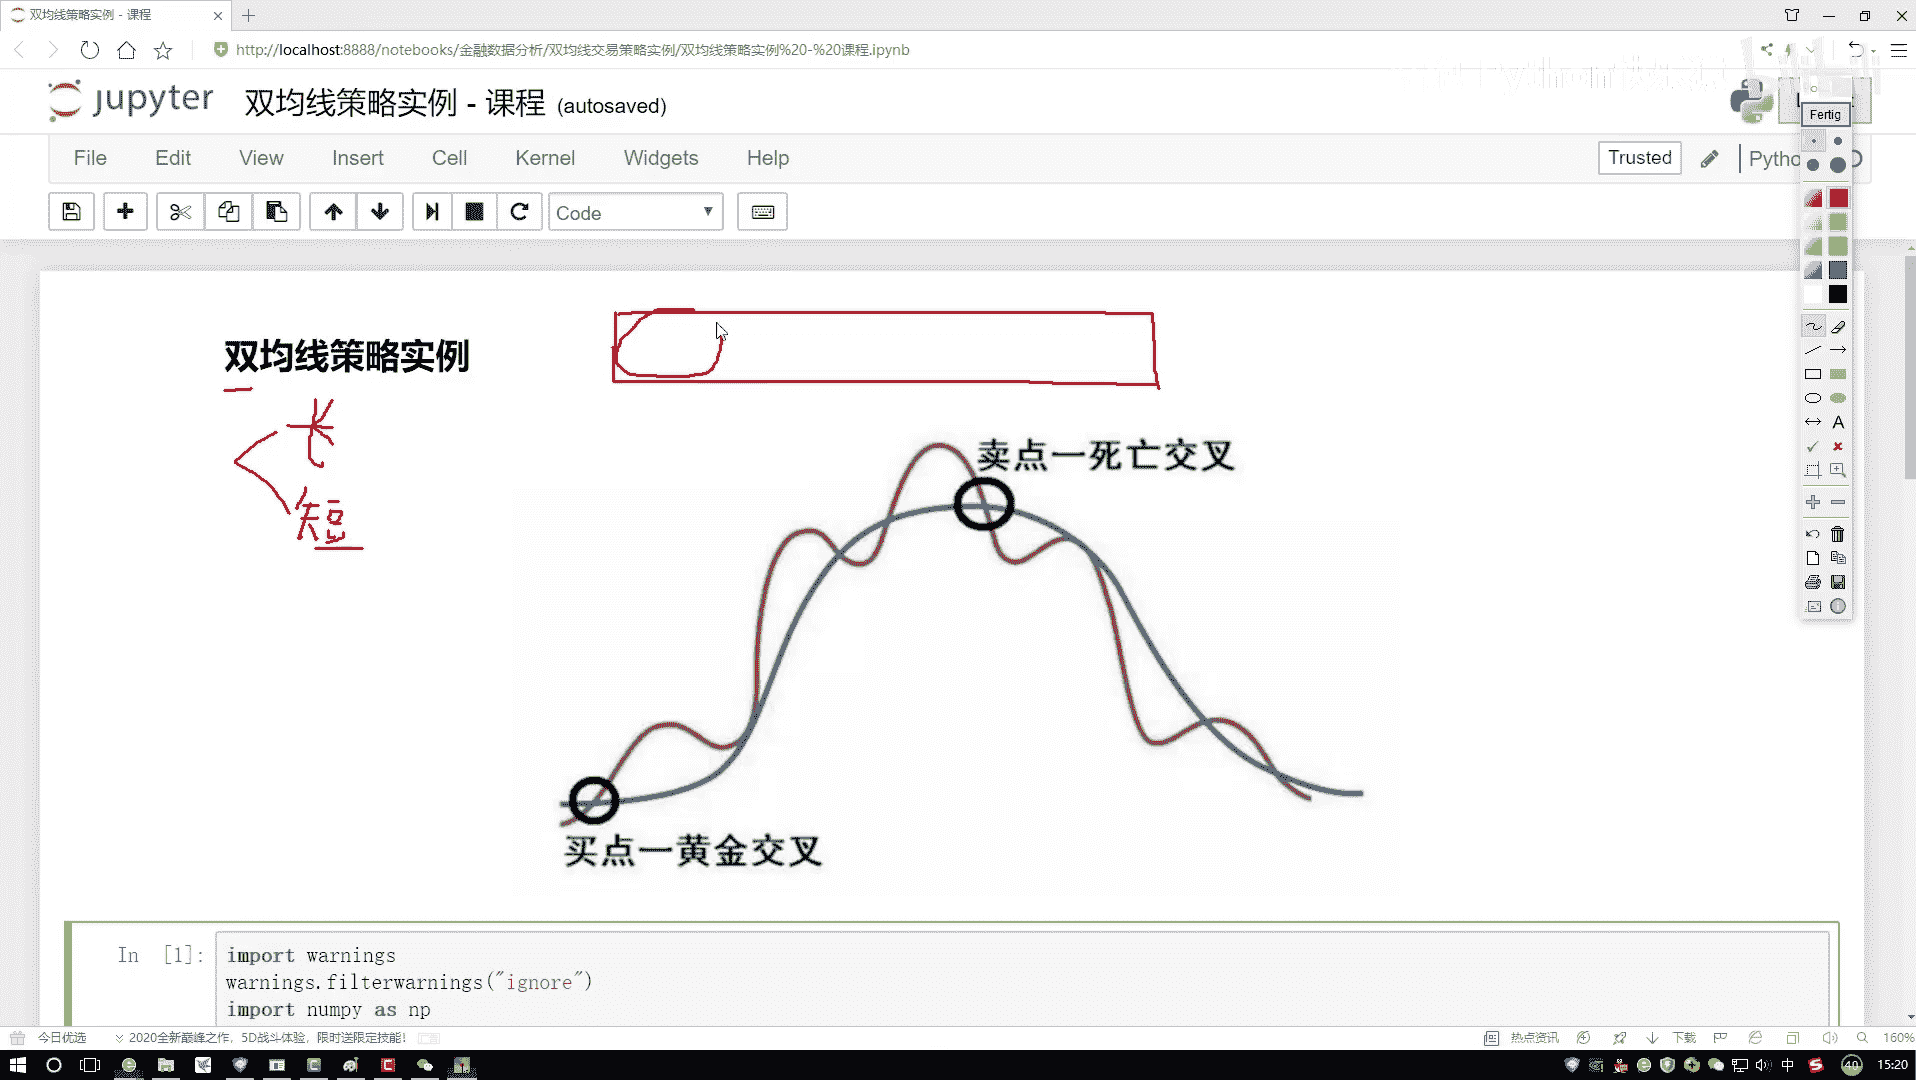 双均线策略实例 - 课程
http://localhost:8888/notebooks/金融数据分析/双均线交易策略实例/双均线策略实例%20-%20课程.ipynb
jupyter 双均线策略实例 - 课程 (autosaved)
Fertig
File Edit View Insert Cell Kernel Widgets Help
Trusted
Pytho
Code
双均线策略实例
长
短
卖点一死亡交叉
买点一黄金交叉
In [1]:
import warnings
warnings.filterwarnings("ignore")
import numpy as np
今日优选 2020全新巅峰之作，5D战斗体验，限时送限定技能！
热点资讯 下载 160%
中 40 15:20